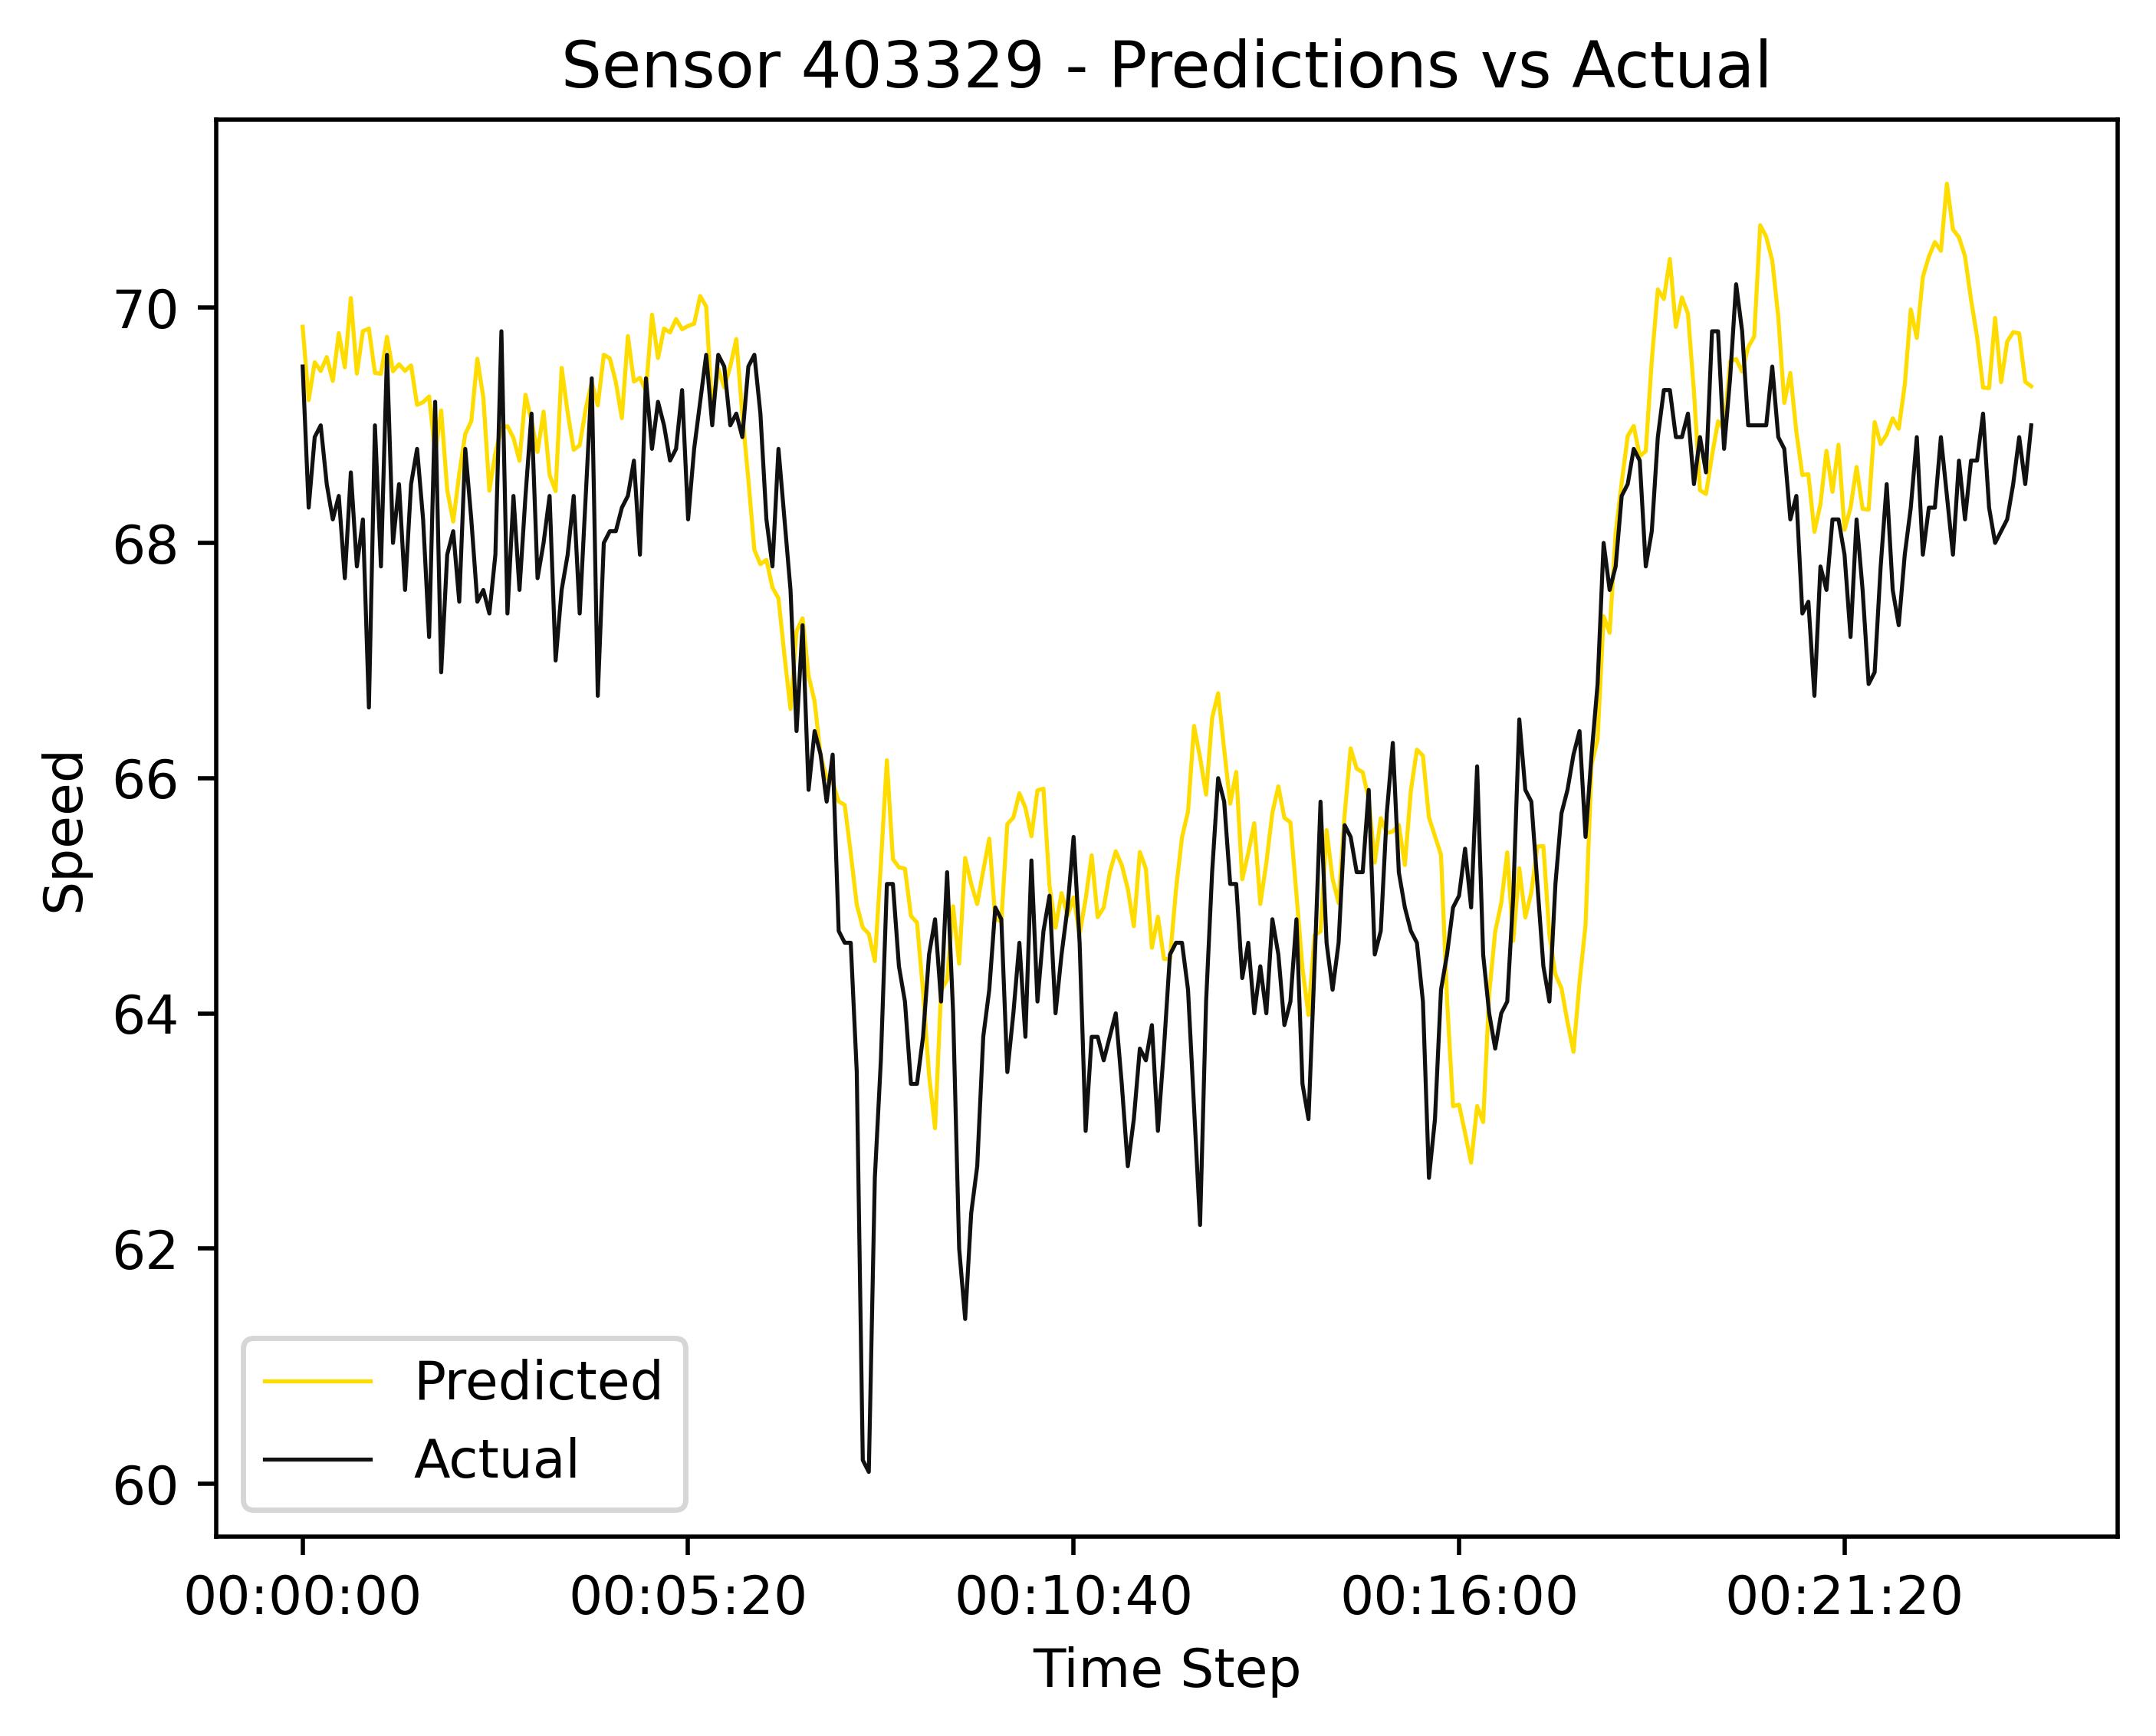 Sensor 403329 - Predictions vs Actual
70
68
66
64
62
60
Speed
Predicted
Actual
00:00:00 00:05:20 00:10:40 00:16:00 00:21:20
Time Step